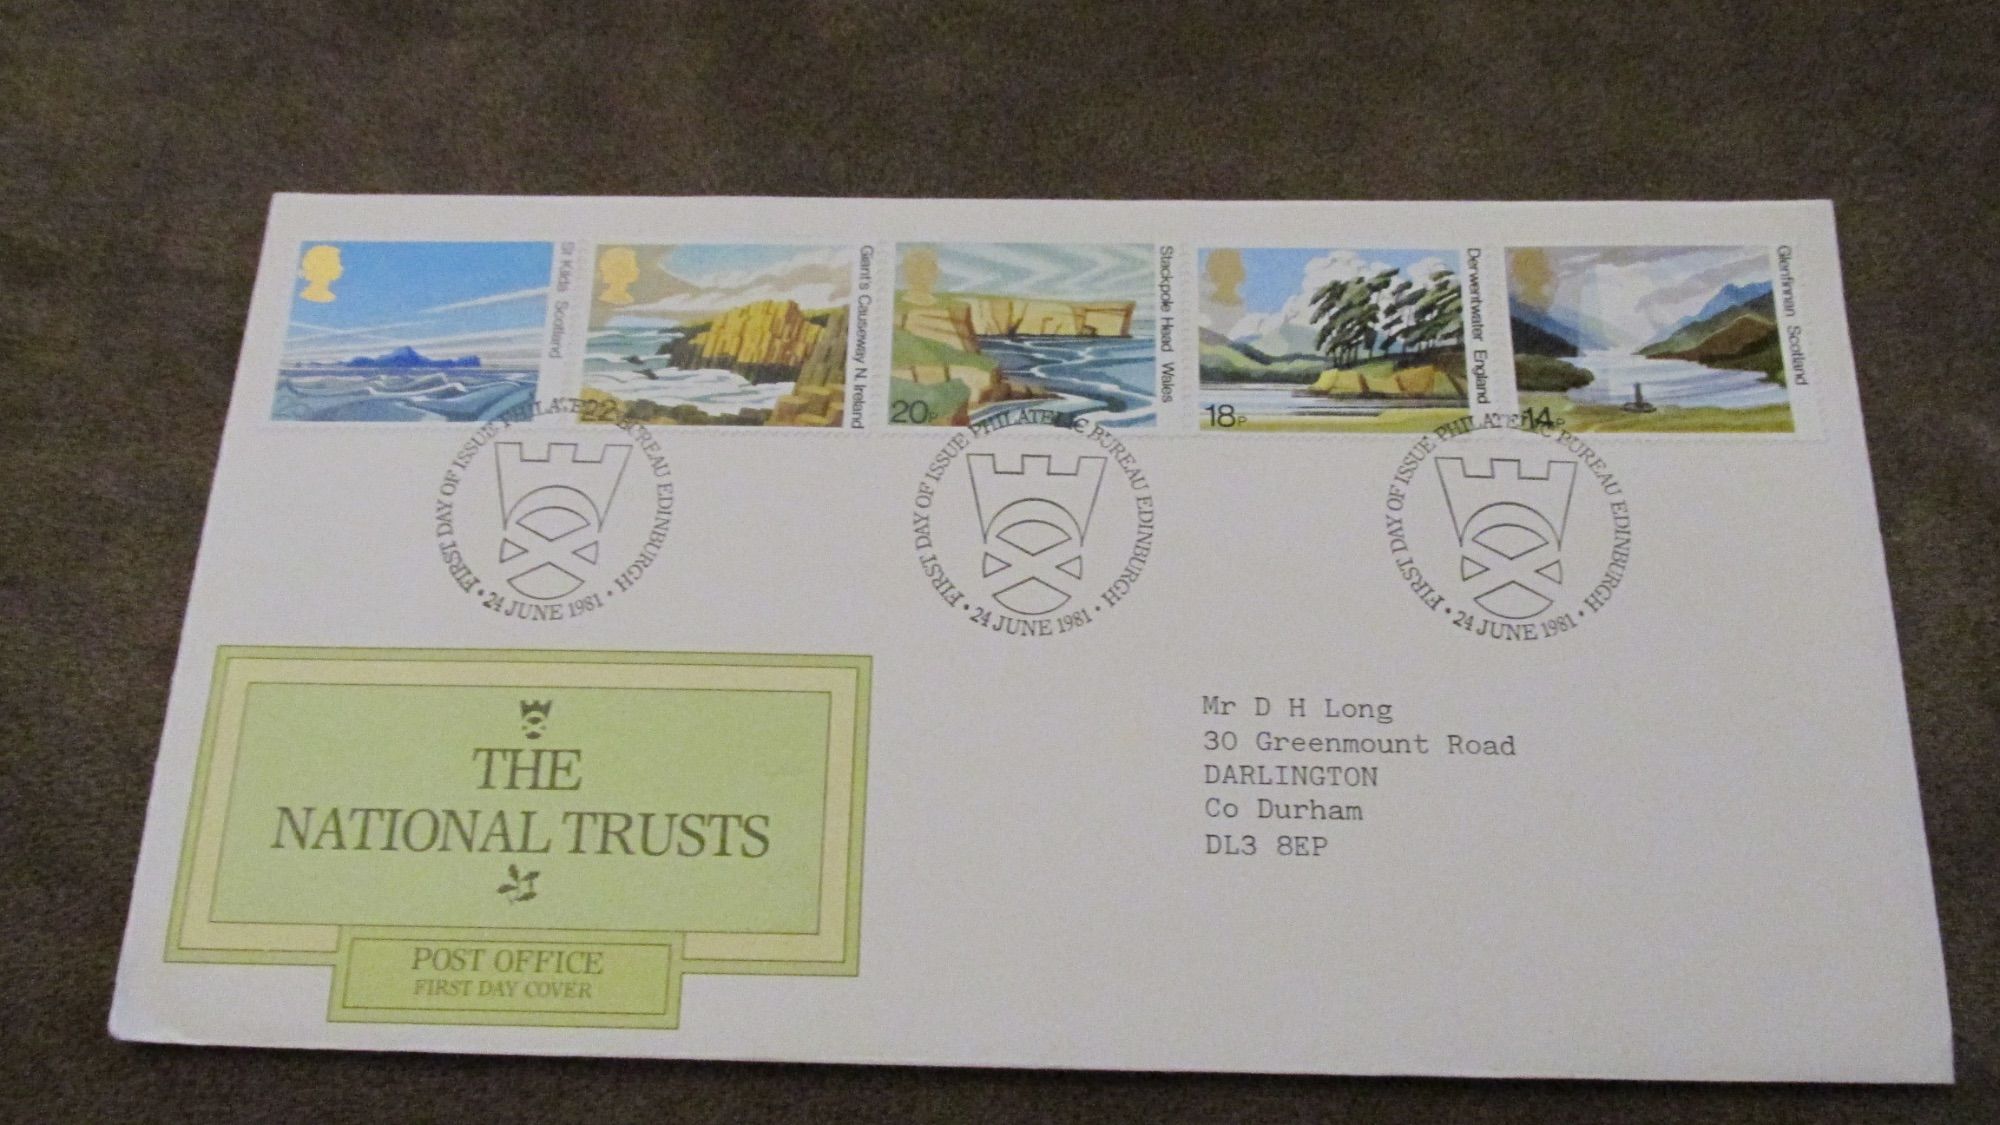 St Kilda Scotland
Giant's Causeway N. Ireland
22
Stackpole Head Wales
20P
Derwentwater England
18P
Glenfinnan Scotland
14P
FIRST DAY OF ISSUE PHILATELIC BUREAU EDINBURGH
• 24 JUNE 1981 •
FIRST DAY OF ISSUE PHILATELIC BUREAU EDINBURGH
• 24 JUNE 1981 •
FIRST DAY OF ISSUE PHILATELIC BUREAU EDINBURGH
• 24 JUNE 1981 •
THE
NATIONAL TRUSTS
POST OFFICE
FIRST DAY COVER
Mr D H Long
30 Greenmount Road
DARLINGTON
Co Durham
DL3 8EP